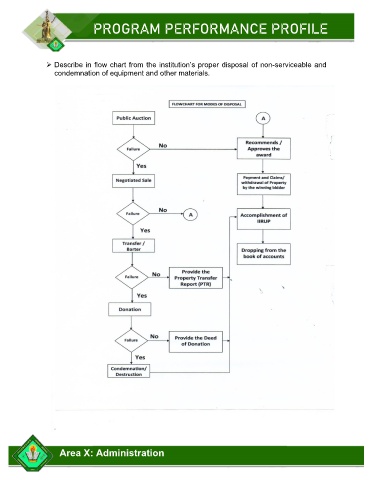 PROGRAM PERFORMANCE PROFILE
➢ Describe in flow chart from the institution's proper disposal of non-serviceable and
condemnation of equipment and other materials.
FLOWCHART FOR MODES OF DISPOSAL
Public Auction
A
Failure
No
Recommends /
Approves the
award
Yes
Negotiated Sale
Payment and Claims/
withdrawal of Property
by the winning bidder
Failure
No
A
Accomplishment of
IIRUP
Yes
Transfer /
Barter
Dropping from the
book of accounts
Failure
No
Provide the
Property Transfer
Report (PTR)
Yes
Donation
Failure
No
Provide the Deed
of Donation
Yes
Condemnation/
Destruction
Area X: Administration